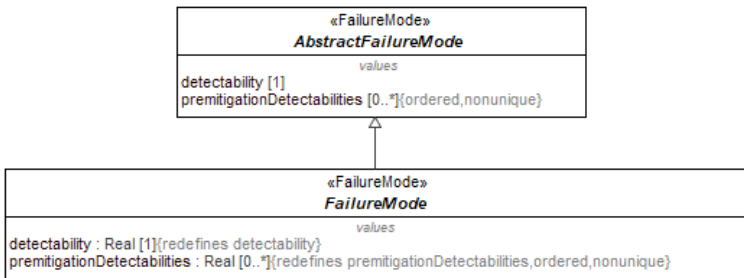 «FailureMode»
AbstractFailureMode
values
detectability [1]
premitigationDetectabilities [0..*]{ordered,nonunique}
«FailureMode»
FailureMode
values
detectability : Real [1]{redefines detectability}
premitigationDetectabilities : Real [0..*]{redefines premitigationDetectabilities,ordered,nonunique}